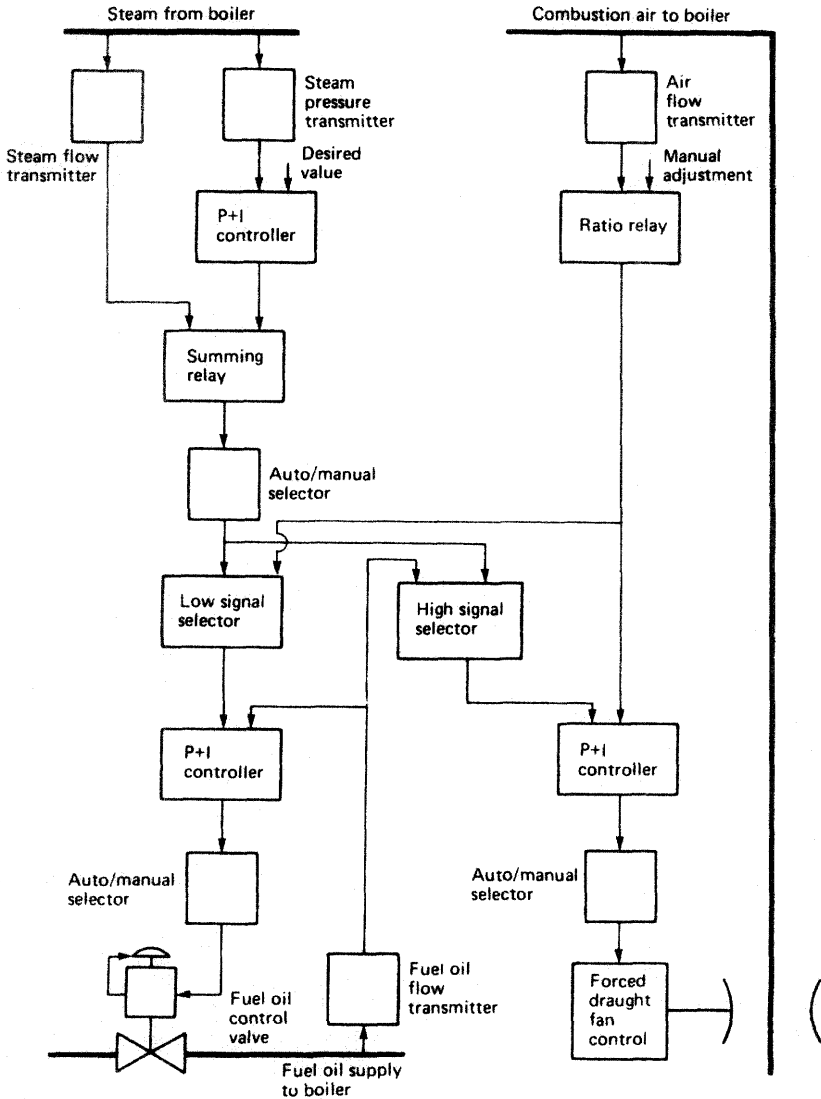 Steam from boiler
Combustion air to boiler
Steam
pressure
transmitter
Air
flow
transmitter
Steam flow
transmitter
Desired
value
Manual
adjustment
P+I
controller
Ratio relay
Summing
relay
Auto/manual
selector
Low signal
selector
High signal
selector
P+I
controller
P+I
controller
Auto/manual
selector
Auto/manual
selector
Fuel oil
control
valve
Fuel oil
flow
transmitter
Forced
draught
fan
control
Fuel oil supply
to boiler